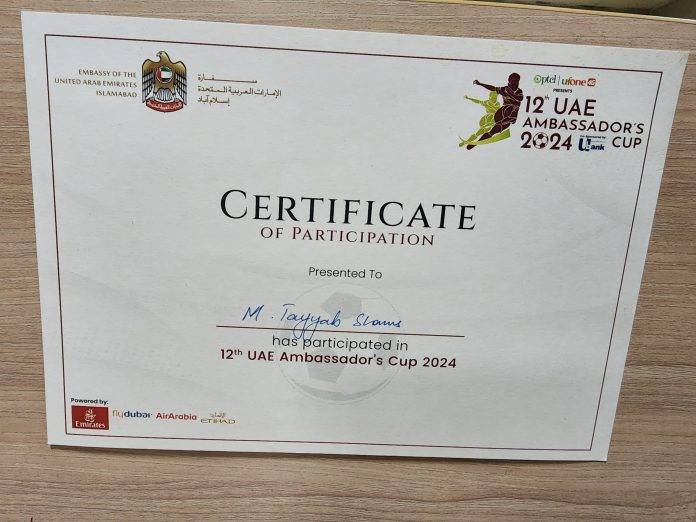 EMBASSY OF THE
UNITED ARAB EMIRATES
ISLAMABAD
سفارة
الإمارات العربية المتحدة
إسلام آباد
ptcl | ufone 4G
PRESENTS
12th UAE
AMBASSADOR'S
2024 CUP
Ubank
CERTIFICATE
OF PARTICIPATION
Presented To
M. Tayyab Shams
has participated in
12th UAE Ambassador's Cup 2024
Powered by:
Emirates
flydubai
AirArabia
الإتحاد
ETIHAD